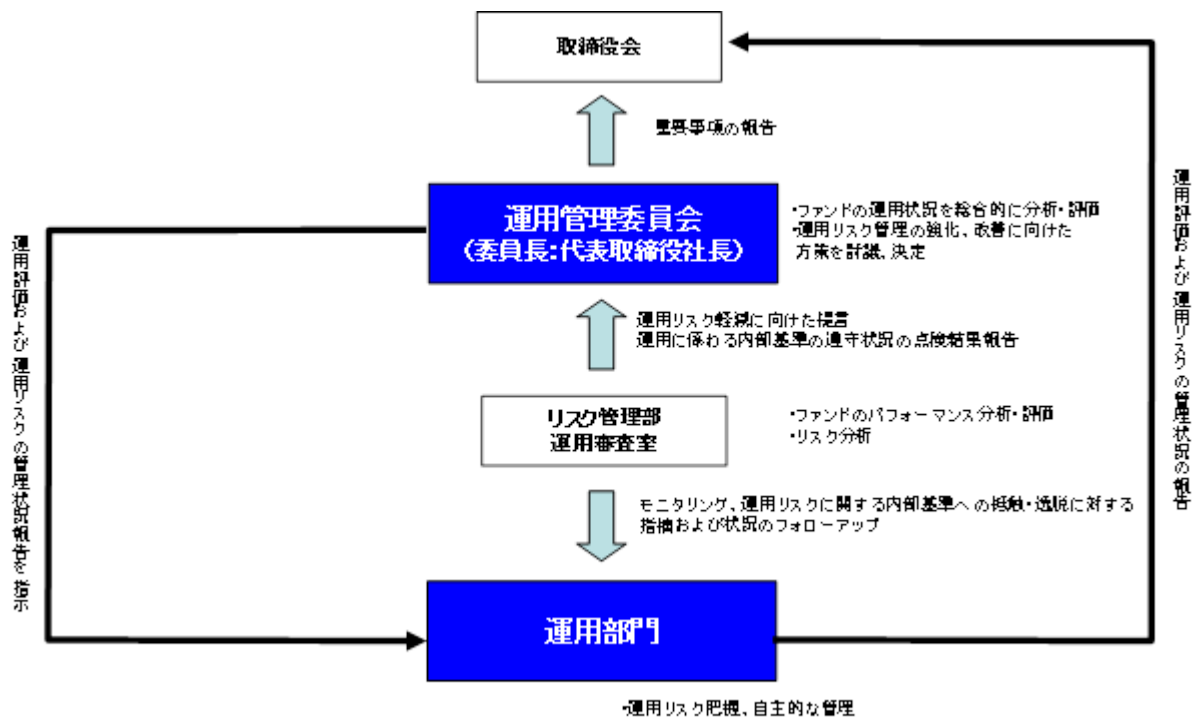 取締役会
重要事項の報告
運用管理委員会
(委員長:代表取締役社長)
・ファンドの運用状況を総合的に分析・評価
・運用リスク管理の強化、改善に向けた
方策を討議、決定
運用リスク軽減に向けた提言
運用に係わる内部基準の遵守状況の点検結果報告
リスク管理部
運用審査室
・ファンドのパフォーマンス分析・評価
・リスク分析
モニタリング、運用リスクに関する内部基準への抵触・逸脱に対する
指摘および状況のフォローアップ
運用部門
・運用リスク把握、自主的な管理
運用評価および運用リスクの管理状況報告を指示
運用評価および運用リスクの管理状況の報告